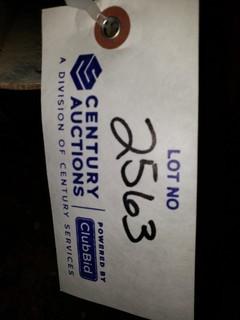 LOT NO
2563
CENTURY
AUCTIONS
A DIVISION OF CENTURY SERVICES
POWERED BY
ClubBid